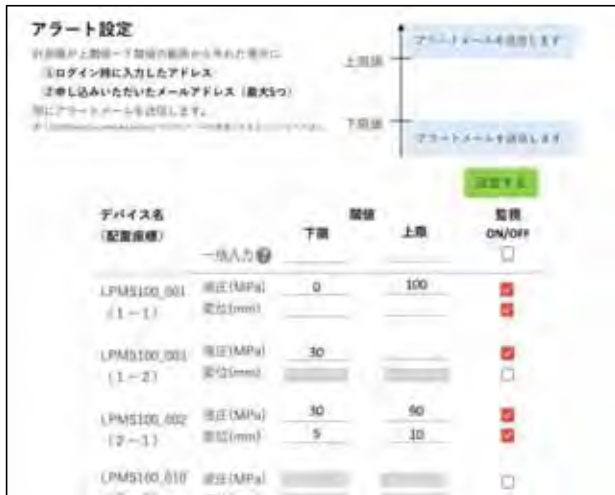 アラート設定
計測値が上限値～下限値の範囲から外れた場合に
①ログイン時に入力したアドレス
②申し込みいただいたメールアドレス（最大5つ）
宛にアラートメールを送信します。
アラートメールを送信します
上限値
下限値
アラートメールを送信します
設定する
デバイス名 閾値 監視
(配置座標) 下限 上限 ON/OFF
一括入力 ?
LPMS100_001 液圧(MPa) 0 100
(1－1) 変位(mm)
LPMS100_001 液圧(MPa) 30
(1－2) 変位(mm)
LPMS100_002 液圧(MPa) 30 90
(2－1) 変位(mm) 5 10
LPMS100_010 液圧(MPa)